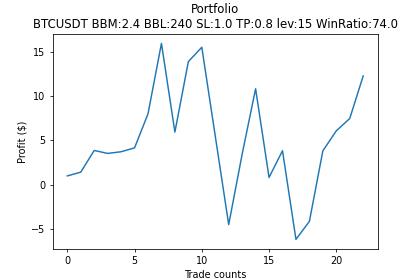 Portfolio
BTCUSDT BBM:2.4 BBL:240 SL:1.0 TP:0.8 lev:15 WinRatio:74.0
Profit ($)
15
10
5
0
−5
0 5 10 15 20
Trade counts